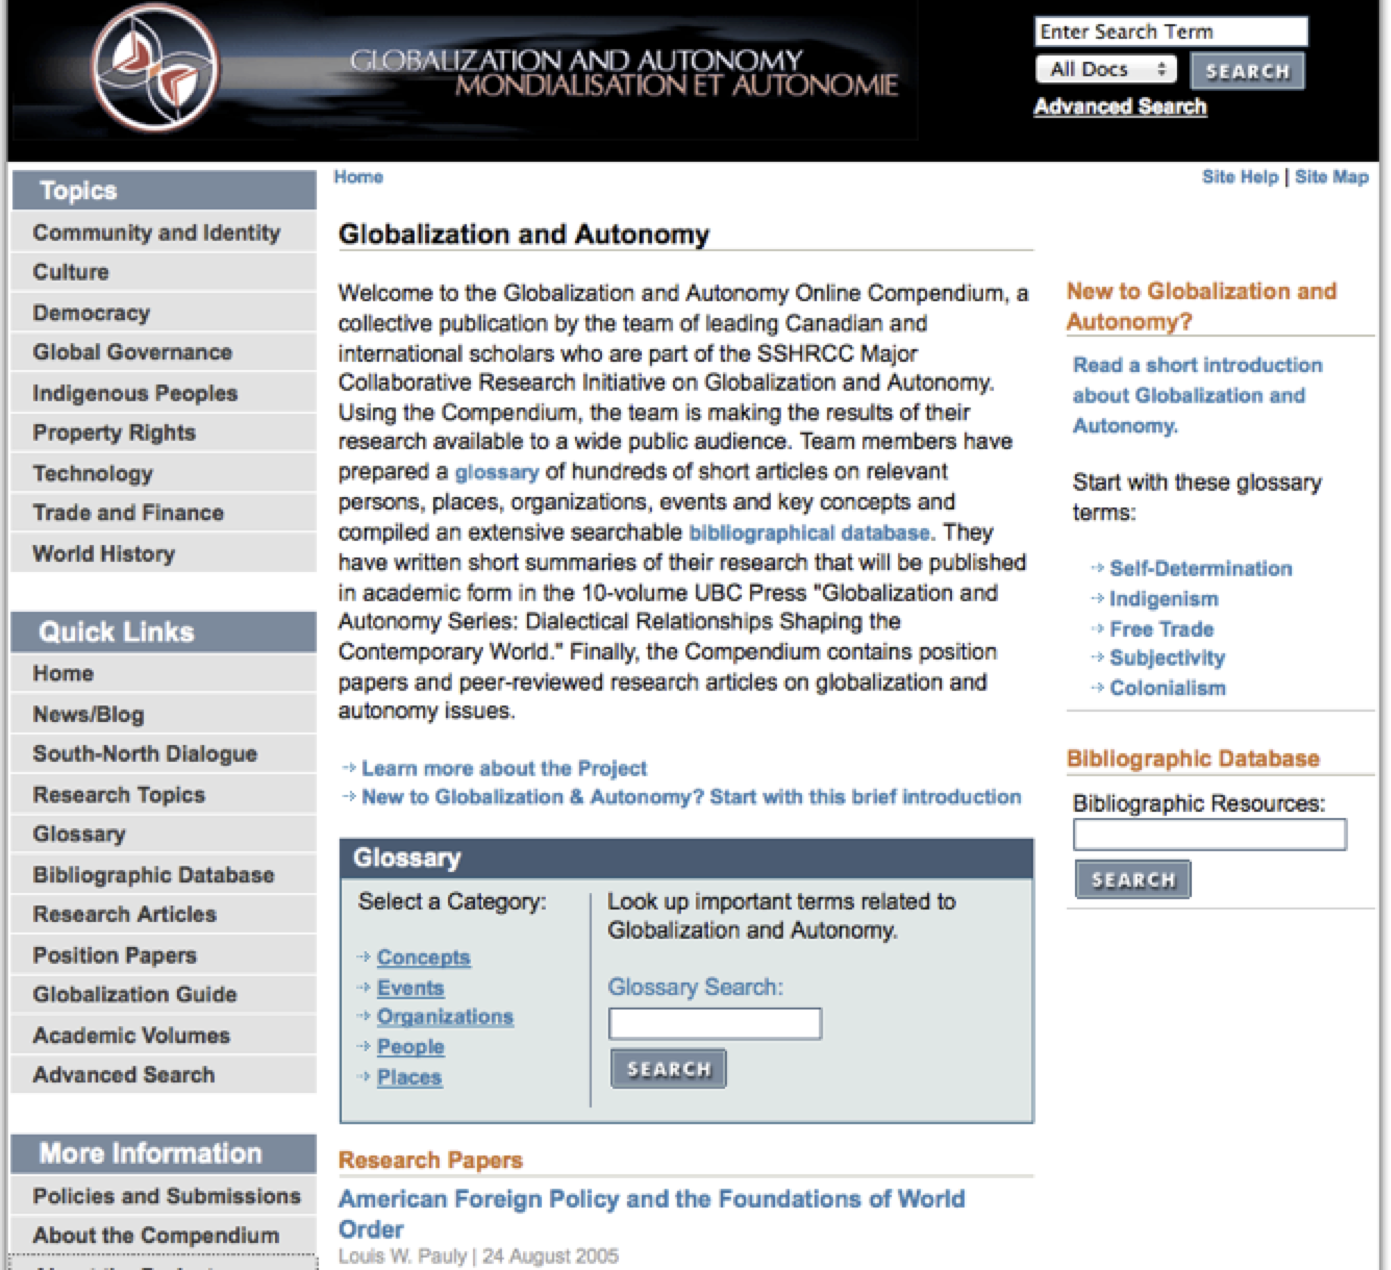 GLOBALIZATION AND AUTONOMY
MONDIALISATION ET AUTONOMIE
Enter Search Term
All Docs
SEARCH
Advanced Search
Topics
Community and Identity
Culture
Democracy
Global Governance
Indigenous Peoples
Property Rights
Technology
Trade and Finance
World History
Quick Links
Home
News/Blog
South-North Dialogue
Research Topics
Glossary
Bibliographic Database
Research Articles
Position Papers
Globalization Guide
Academic Volumes
Advanced Search
More Information
Policies and Submissions
About the Compendium
Home
Site Help | Site Map
Globalization and Autonomy
Welcome to the Globalization and Autonomy Online Compendium, a
collective publication by the team of leading Canadian and
international scholars who are part of the SSHRCC Major
Collaborative Research Initiative on Globalization and Autonomy.
Using the Compendium, the team is making the results of their
research available to a wide public audience. Team members have
prepared a glossary of hundreds of short articles on relevant
persons, places, organizations, events and key concepts and
compiled an extensive searchable bibliographical database. They
have written short summaries of their research that will be published
in academic form in the 10-volume UBC Press "Globalization and
Autonomy Series: Dialectical Relationships Shaping the
Contemporary World." Finally, the Compendium contains position
papers and peer-reviewed research articles on globalization and
autonomy issues.
Learn more about the Project
New to Globalization & Autonomy? Start with this brief introduction
Glossary
Select a Category:
Concepts
Events
Organizations
People
Places
Look up important terms related to
Globalization and Autonomy.
Glossary Search:
SEARCH
Research Papers
American Foreign Policy and the Foundations of World
Order
Louis W. Pauly | 24 August 2005
New to Globalization and
Autonomy?
Read a short introduction
about Globalization and
Autonomy.
Start with these glossary
terms:
Self-Determination
Indigenism
Free Trade
Subjectivity
Colonialism
Bibliographic Database
Bibliographic Resources:
SEARCH